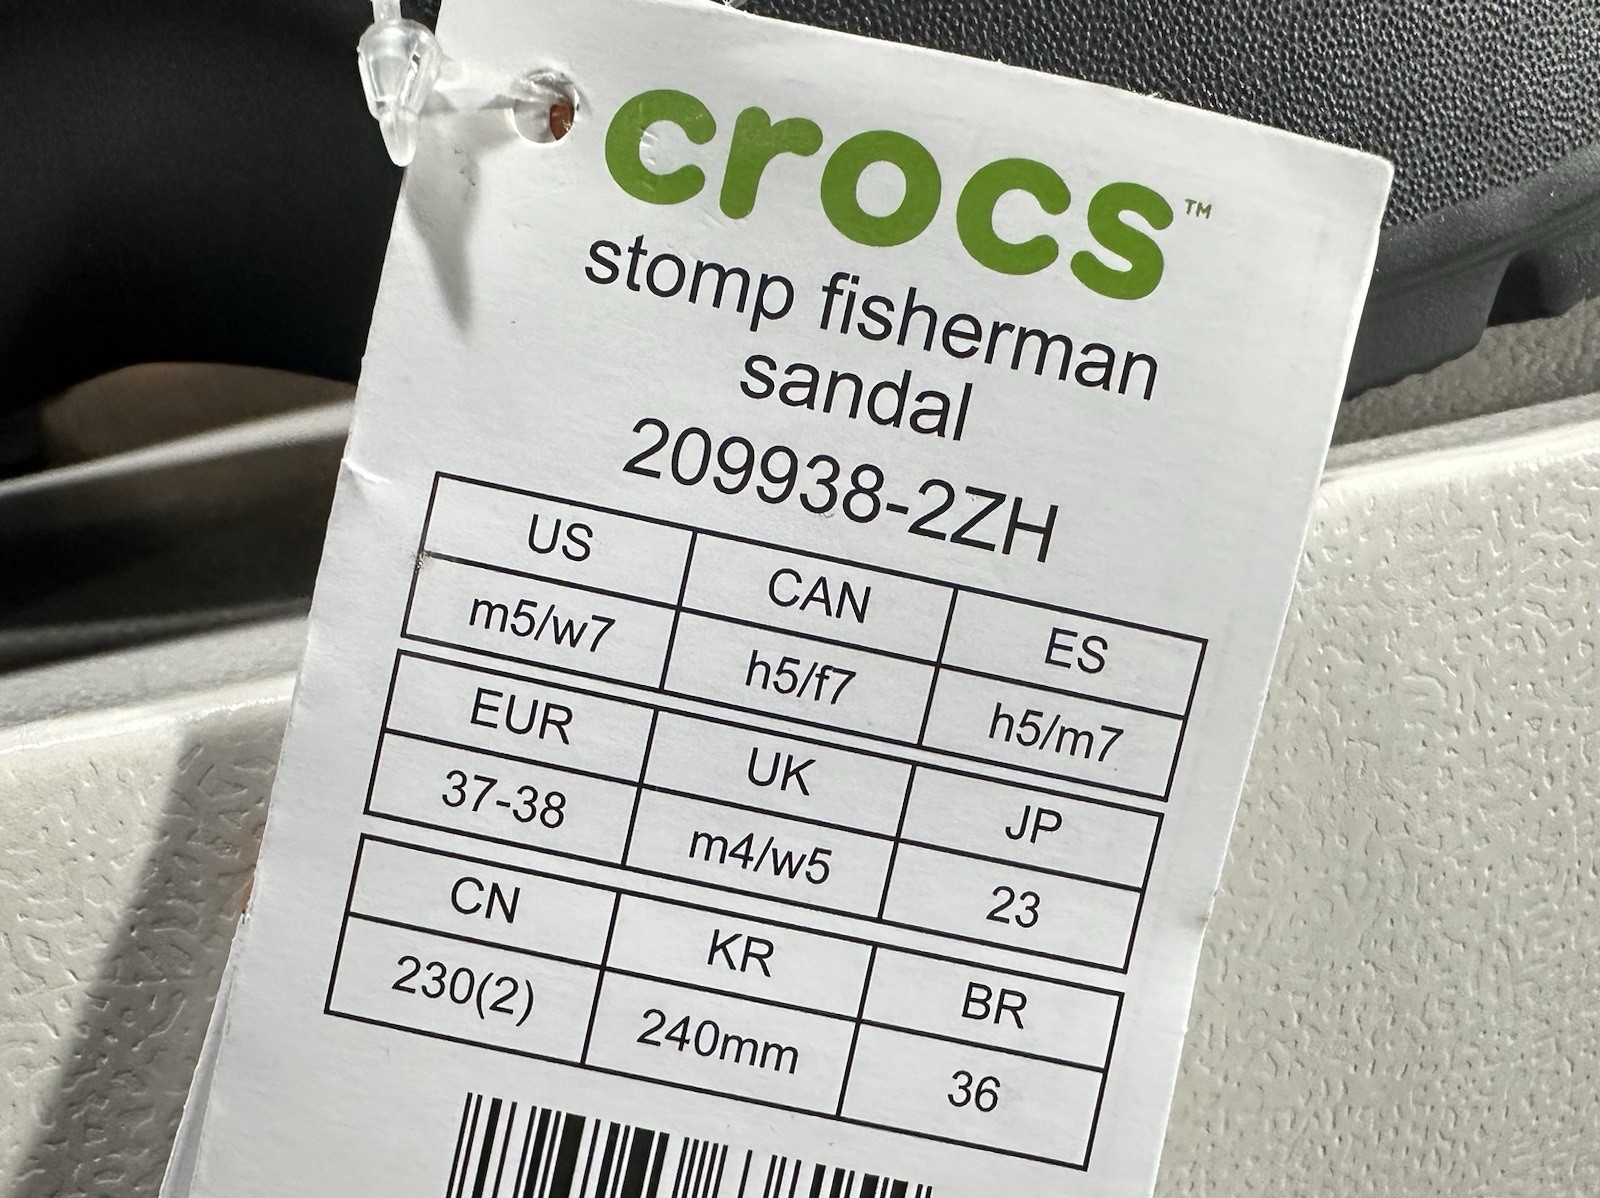 crocs™
stomp fisherman
sandal
209938-2ZH
US CAN ES
m5/w7 h5/f7 h5/m7
EUR UK JP
37-38 m4/w5 23
CN KR BR
230(2) 240mm 36